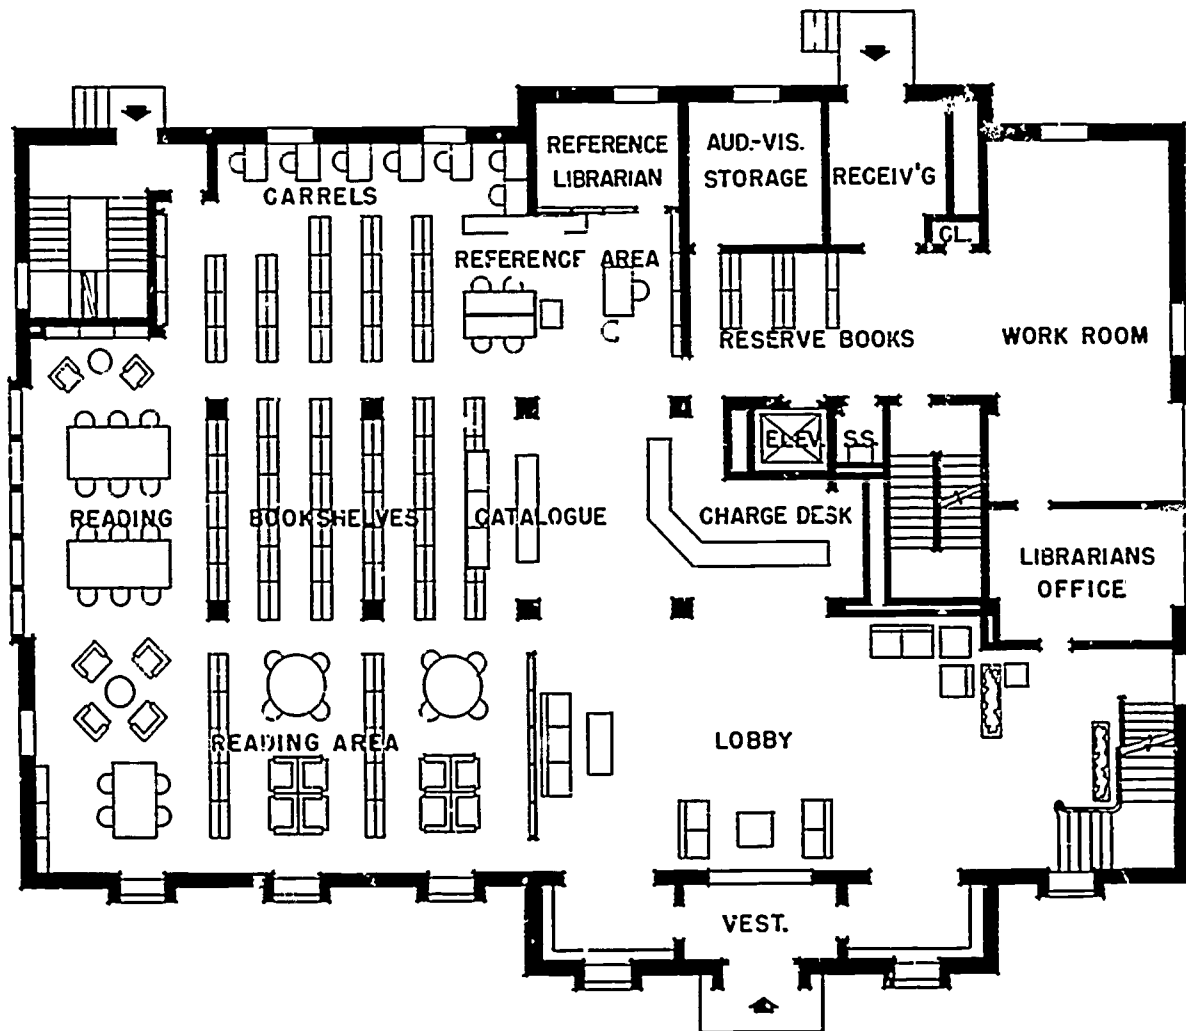 REFERENCE
LIBRARIAN
AUD.-VIS.
STORAGE
RECEIV'G
CARRELS
CL.
REFERENCE AREA
RESERVE BOOKS
WORK ROOM
ELEV.
S.S.
READING
BOOKSHELVES
CATALOGUE
CHARGE DESK
LIBRARIANS
OFFICE
READING AREA
LOBBY
VEST.